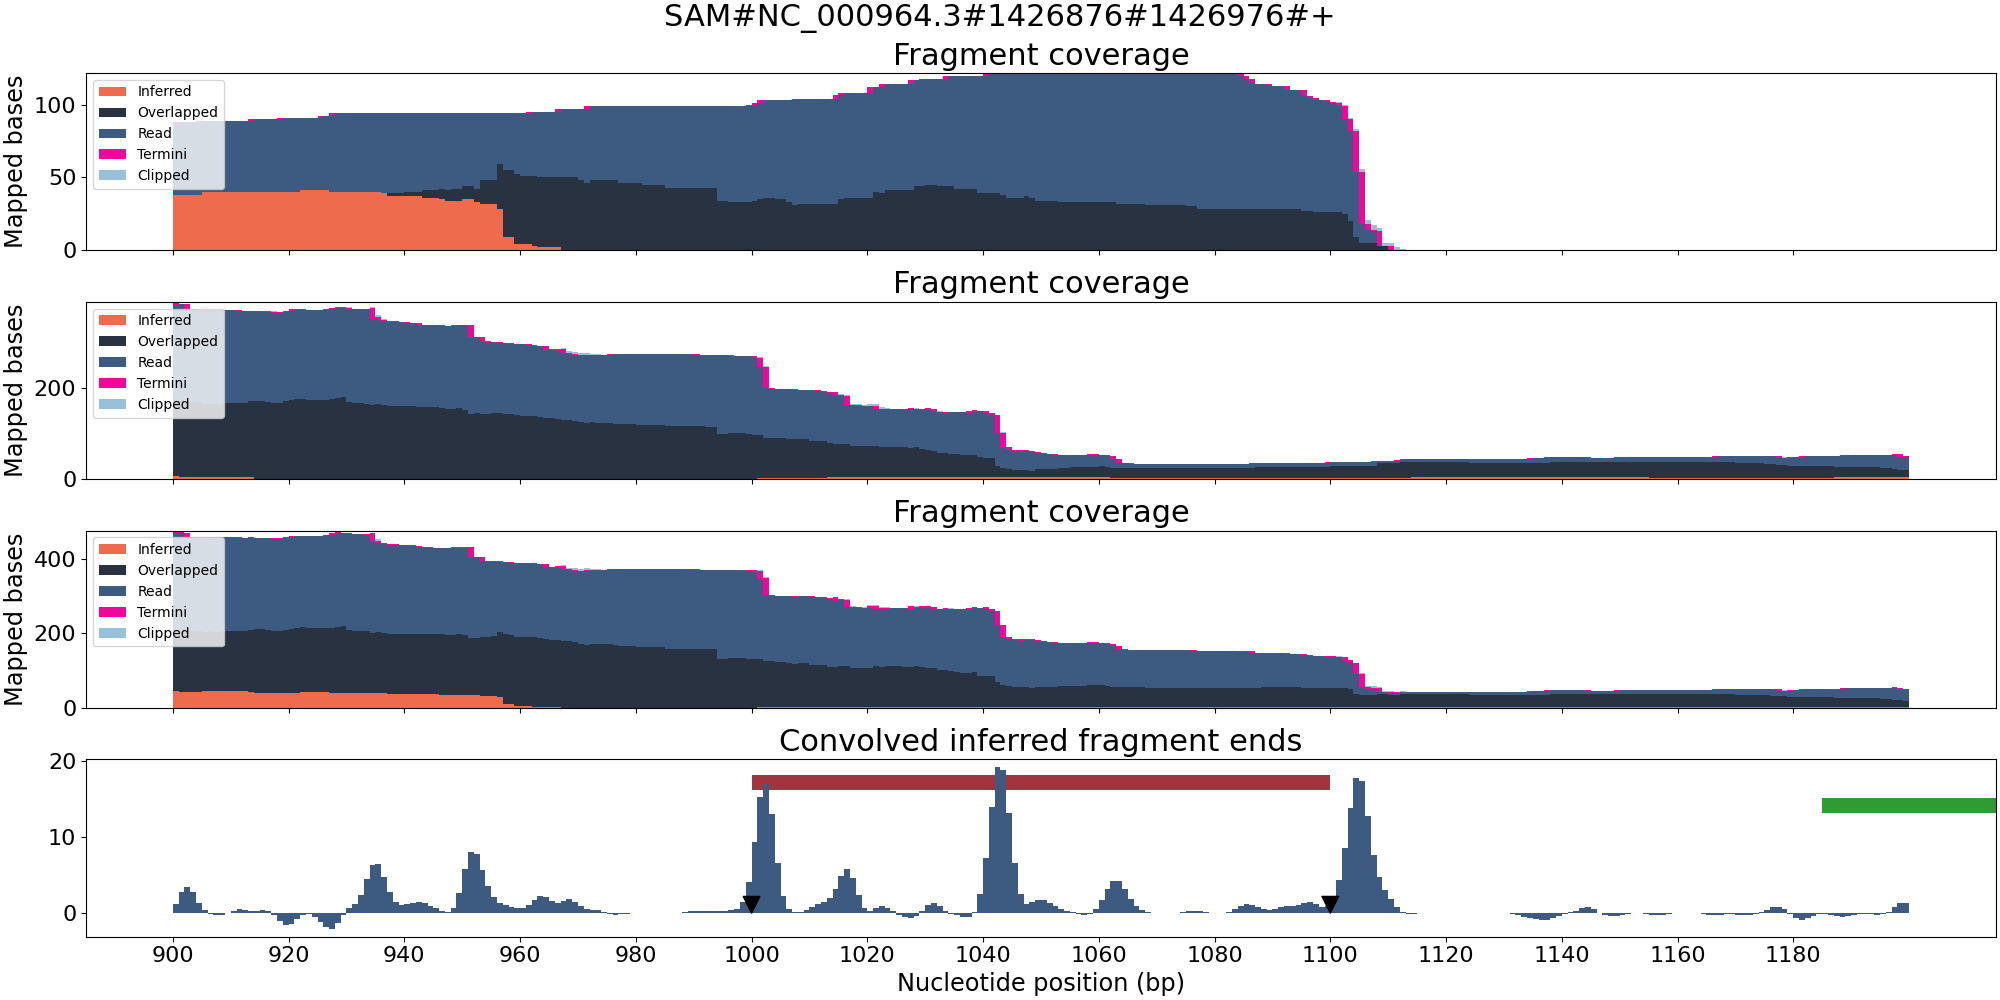 SAM#NC_000964.3#1426876#1426976#+
Fragment coverage
Mapped bases
100
50
0
Inferred
Overlapped
Read
Termini
Clipped
Fragment coverage
Mapped bases
200
0
Inferred
Overlapped
Read
Termini
Clipped
Fragment coverage
Mapped bases
400
200
0
Inferred
Overlapped
Read
Termini
Clipped
Convolved inferred fragment ends
20
10
0
900 920 940 960 980 1000 1020 1040 1060 1080 1100 1120 1140 1160 1180
Nucleotide position (bp)